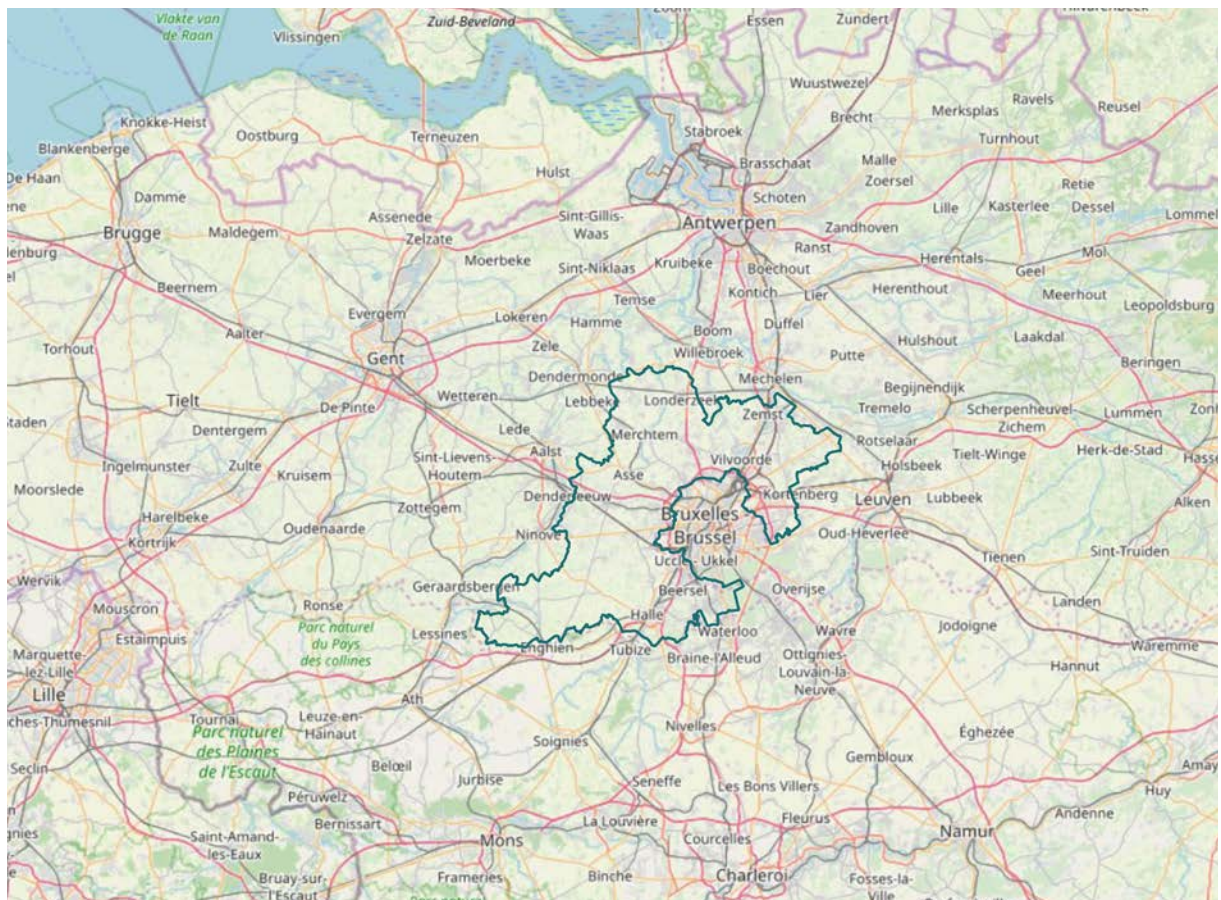 Vlakte van
de Raan
Zuid-Beveland
Zoom
Essen
Zundert
Hilvarenbeek
Vlissingen
Wuustwezel
Ravels
Reusel
Merksplas
Brecht
Knokke-Heist
Oostburg
Terneuzen
Stabroek
Turnhout
Blankenberge
Brasschaat
Malle
Zoersel
De Haan
Hulst
Retie
Damme
Schoten
Lille
Kasterlee
Dessel
Lommel
Assenede
Sint-Gillis-
Waas
Antwerpen
Zandhoven
Brugge
Maldegem
Zelzate
Ranst
Mol
Moerbeke
Sint-Niklaas
Kruibeke
Boechout
Herentals
Geel
Beernem
Kontich
Lier
Herenthout
Meerhout
Leopoldsburg
Temse
Evergem
Lokeren
Hamme
Duffel
Aalter
Boom
Hulshout
Laakdal
Torhout
Zele
Willebroek
Putte
Gent
Beringen
Dendermonde
Mechelen
Begijnendijk
Tielt
De Pinte
Wetteren
Lebbeke
Londerzeel
Zemst
Tremelo
Scherpenheuvel-
Zichem
Lummen
Zon
Staden
Dentergem
Lede
Merchtem
Rotselaar
Herk-de-Stad
Ingelmunster
Zulte
Kruisem
Sint-Lievens-
Houtem
Aalst
Vilvoorde
Holsbeek
Tielt-Winge
Hasse
Moorslede
Asse
Denderleeuw
Kortenberg
Leuven
Lubbeek
Alken
Harelbeke
Oudenaarde
Zottegem
Bruxelles
Brussel
Kortrijk
Ninove
Oud-Heverlee
Tienen
Sint-Truiden
Uccle - Ukkel
Wervik
Geraardsbergen
Beersel
Overijse
Mouscron
Ronse
Landen
Estaimpuis
Parc naturel
du Pays
des collines
Lessines
Halle
Waterloo
Wavre
Jodoigne
Waremme
Marquette-
lez-Lille
Enghien
Tubize
Braine-l'Alleud
Ottignies-
Louvain-la-
Neuve
Hannut
Lille
Ath
Tournai
Leuze-en-
Hainaut
Nivelles
Parc naturel
des Plaines
de l'Escaut
Soignies
Éghezée
Gembloux
Seclin
Belœil
Jurbise
Seneffe
Les Bons Villers
Amay
Huy
Péruwelz
Andenne
Bernissart
La Louvière
Fleurus
Saint-Amand-
les-Eaux
Mons
Courcelles
Namur
Bruay-sur-
l'Escaut
Frameries
Binche
Charleroi
Fosses-la-
Ville